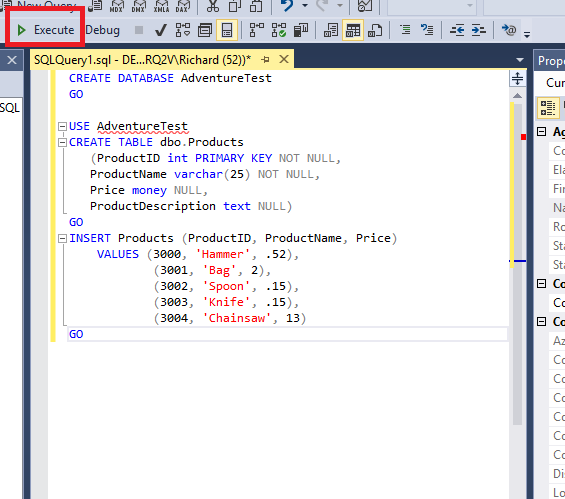 New Query
MDX DMX XMLA DAX
Execute Debug
SQLQuery1.sql - DE...RQ2V\Richard (52))*
Prope
Cur
SQL
CREATE DATABASE AdventureTest
GO
USE AdventureTest
CREATE TABLE dbo.Products
(ProductID int PRIMARY KEY NOT NULL,
ProductName varchar(25) NOT NULL,
Price money NULL,
ProductDescription text NULL)
GO
INSERT Products (ProductID, ProductName, Price)
VALUES (3000, 'Hammer', .52),
(3001, 'Bag', 2),
(3002, 'Spoon', .15),
(3003, 'Knife', .15),
(3004, 'Chainsaw', 13)
GO
Ag
Co
Ela
Fir
Na
Ro
Sta
Sta
Co
Co
Co
Az
Co
Co
Co
Co
Co
Co
Dis
Lo